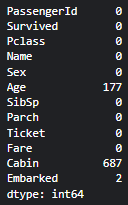 PassengerId 0
Survived 0
Pclass 0
Name 0
Sex 0
Age 177
SibSp 0
Parch 0
Ticket 0
Fare 0
Cabin 687
Embarked 2
dtype: int64